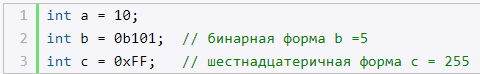 1 int a = 10;
2 int b = 0b101;  // бинарная форма b =5
3 int c = 0xFF;   // шестнадцатеричная форма c = 255